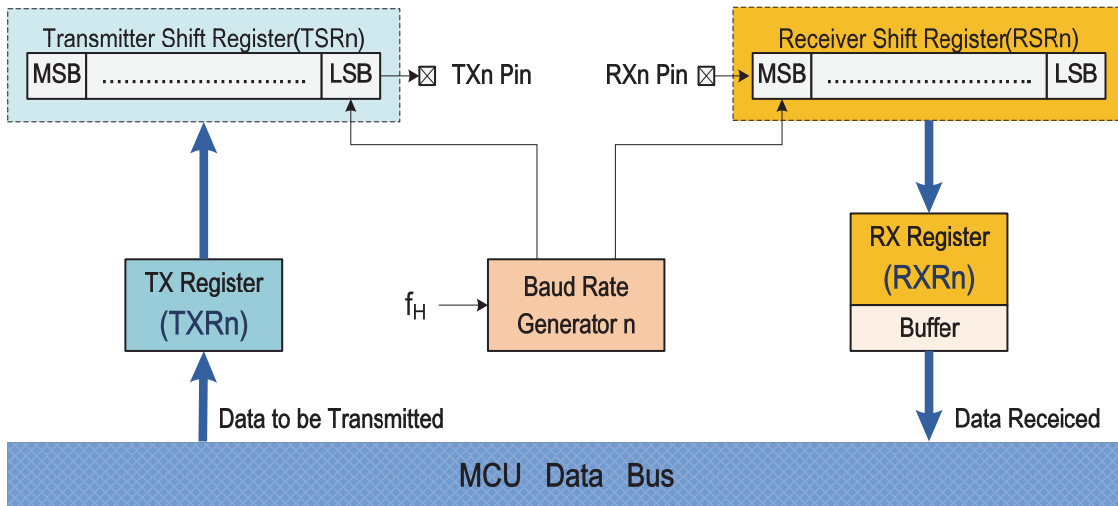 Transmitter Shift Register(TSRn)
MSB ............................ LSB
TXn Pin
RXn Pin
Receiver Shift Register(RSRn)
MSB ............................ LSB
TX Register
(TXRn)
fH
Baud Rate
Generator n
RX Register
(RXRn)
Buffer
Data to be Transmitted
Data Receiced
MCU Data Bus